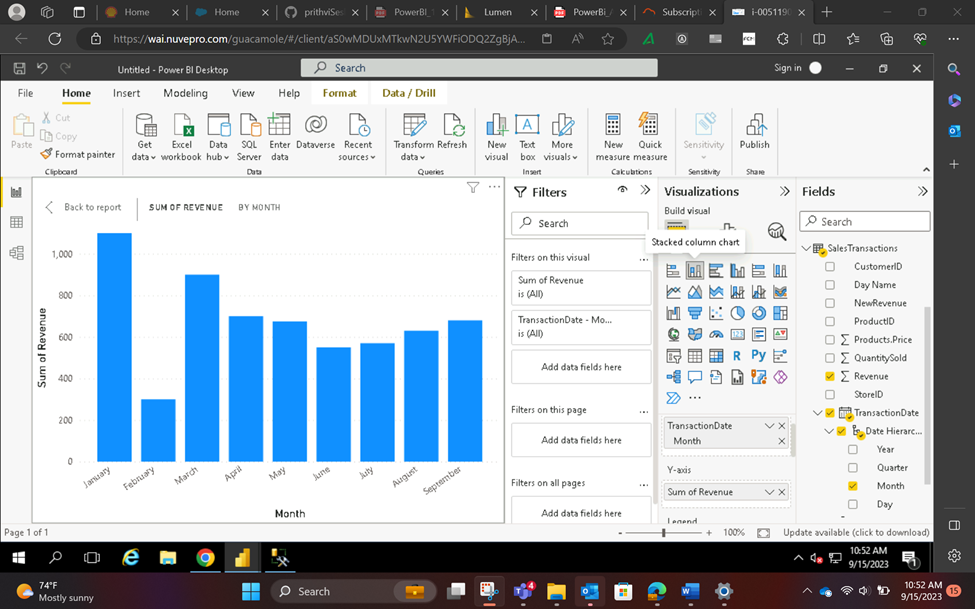 Home
Home
prithviSes
PowerBI_1
Lumen
PowerBi_A
Subscript
i-0051190
https://wai.nuvepro.com/guacamole/#/client/aS0wMDUxMTkwN2U5YWFiODQ2ZgBjA...
Untitled - Power BI Desktop
Search
Sign in
File
Home
Insert
Modeling
View
Help
Format
Data / Drill
Paste
Cut
Copy
Format painter
Get data
Excel workbook
Data hub
SQL Server
Enter data
Dataverse
Recent sources
Transform data
Refresh
New visual
Text box
More visuals
New measure
Quick measure
Sensitivity
Publish
Clipboard
Data
Queries
Insert
Calculations
Sensitivity
Share
Back to report
SUM OF REVENUE
BY MONTH
Sum of Revenue
1,000
800
600
400
200
0
January
February
March
April
May
June
July
August
September
Month
Filters
Search
Filters on this visual
...
Sum of Revenue
is (All)
TransactionDate - Mo...
is (All)
Add data fields here
Filters on this page
...
Add data fields here
Filters on all pages
...
Add data fields here
Visualizations
Build visual
Stacked column chart
R
Py
...
TransactionDate
Month
Y-axis
Sum of Revenue
Legend
Fields
Search
SalesTransactions
CustomerID
Day Name
NewRevenue
ProductID
Products.Price
QuantitySold
Revenue
StoreID
TransactionDate
Date Hierarc...
Year
Quarter
Month
Day
Page 1 of 1
100%
Update available (click to download)
10:52 AM
9/15/2023
1
74°F
Mostly sunny
Search
4
10:52 AM
9/15/2023
15